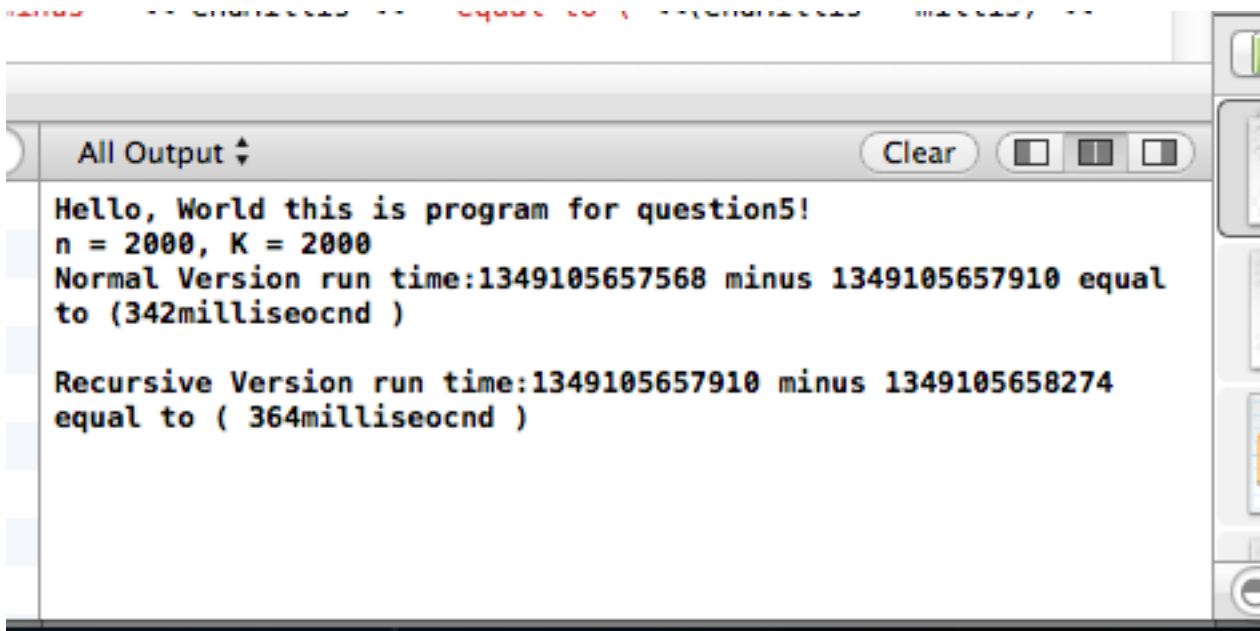 All Output
Clear
Hello, World this is program for question5!
n = 2000, K = 2000
Normal Version run time:1349105657568 minus 1349105657910 equal
to (342milliseocnd )
Recursive Version run time:1349105657910 minus 1349105658274
equal to ( 364milliseocnd )